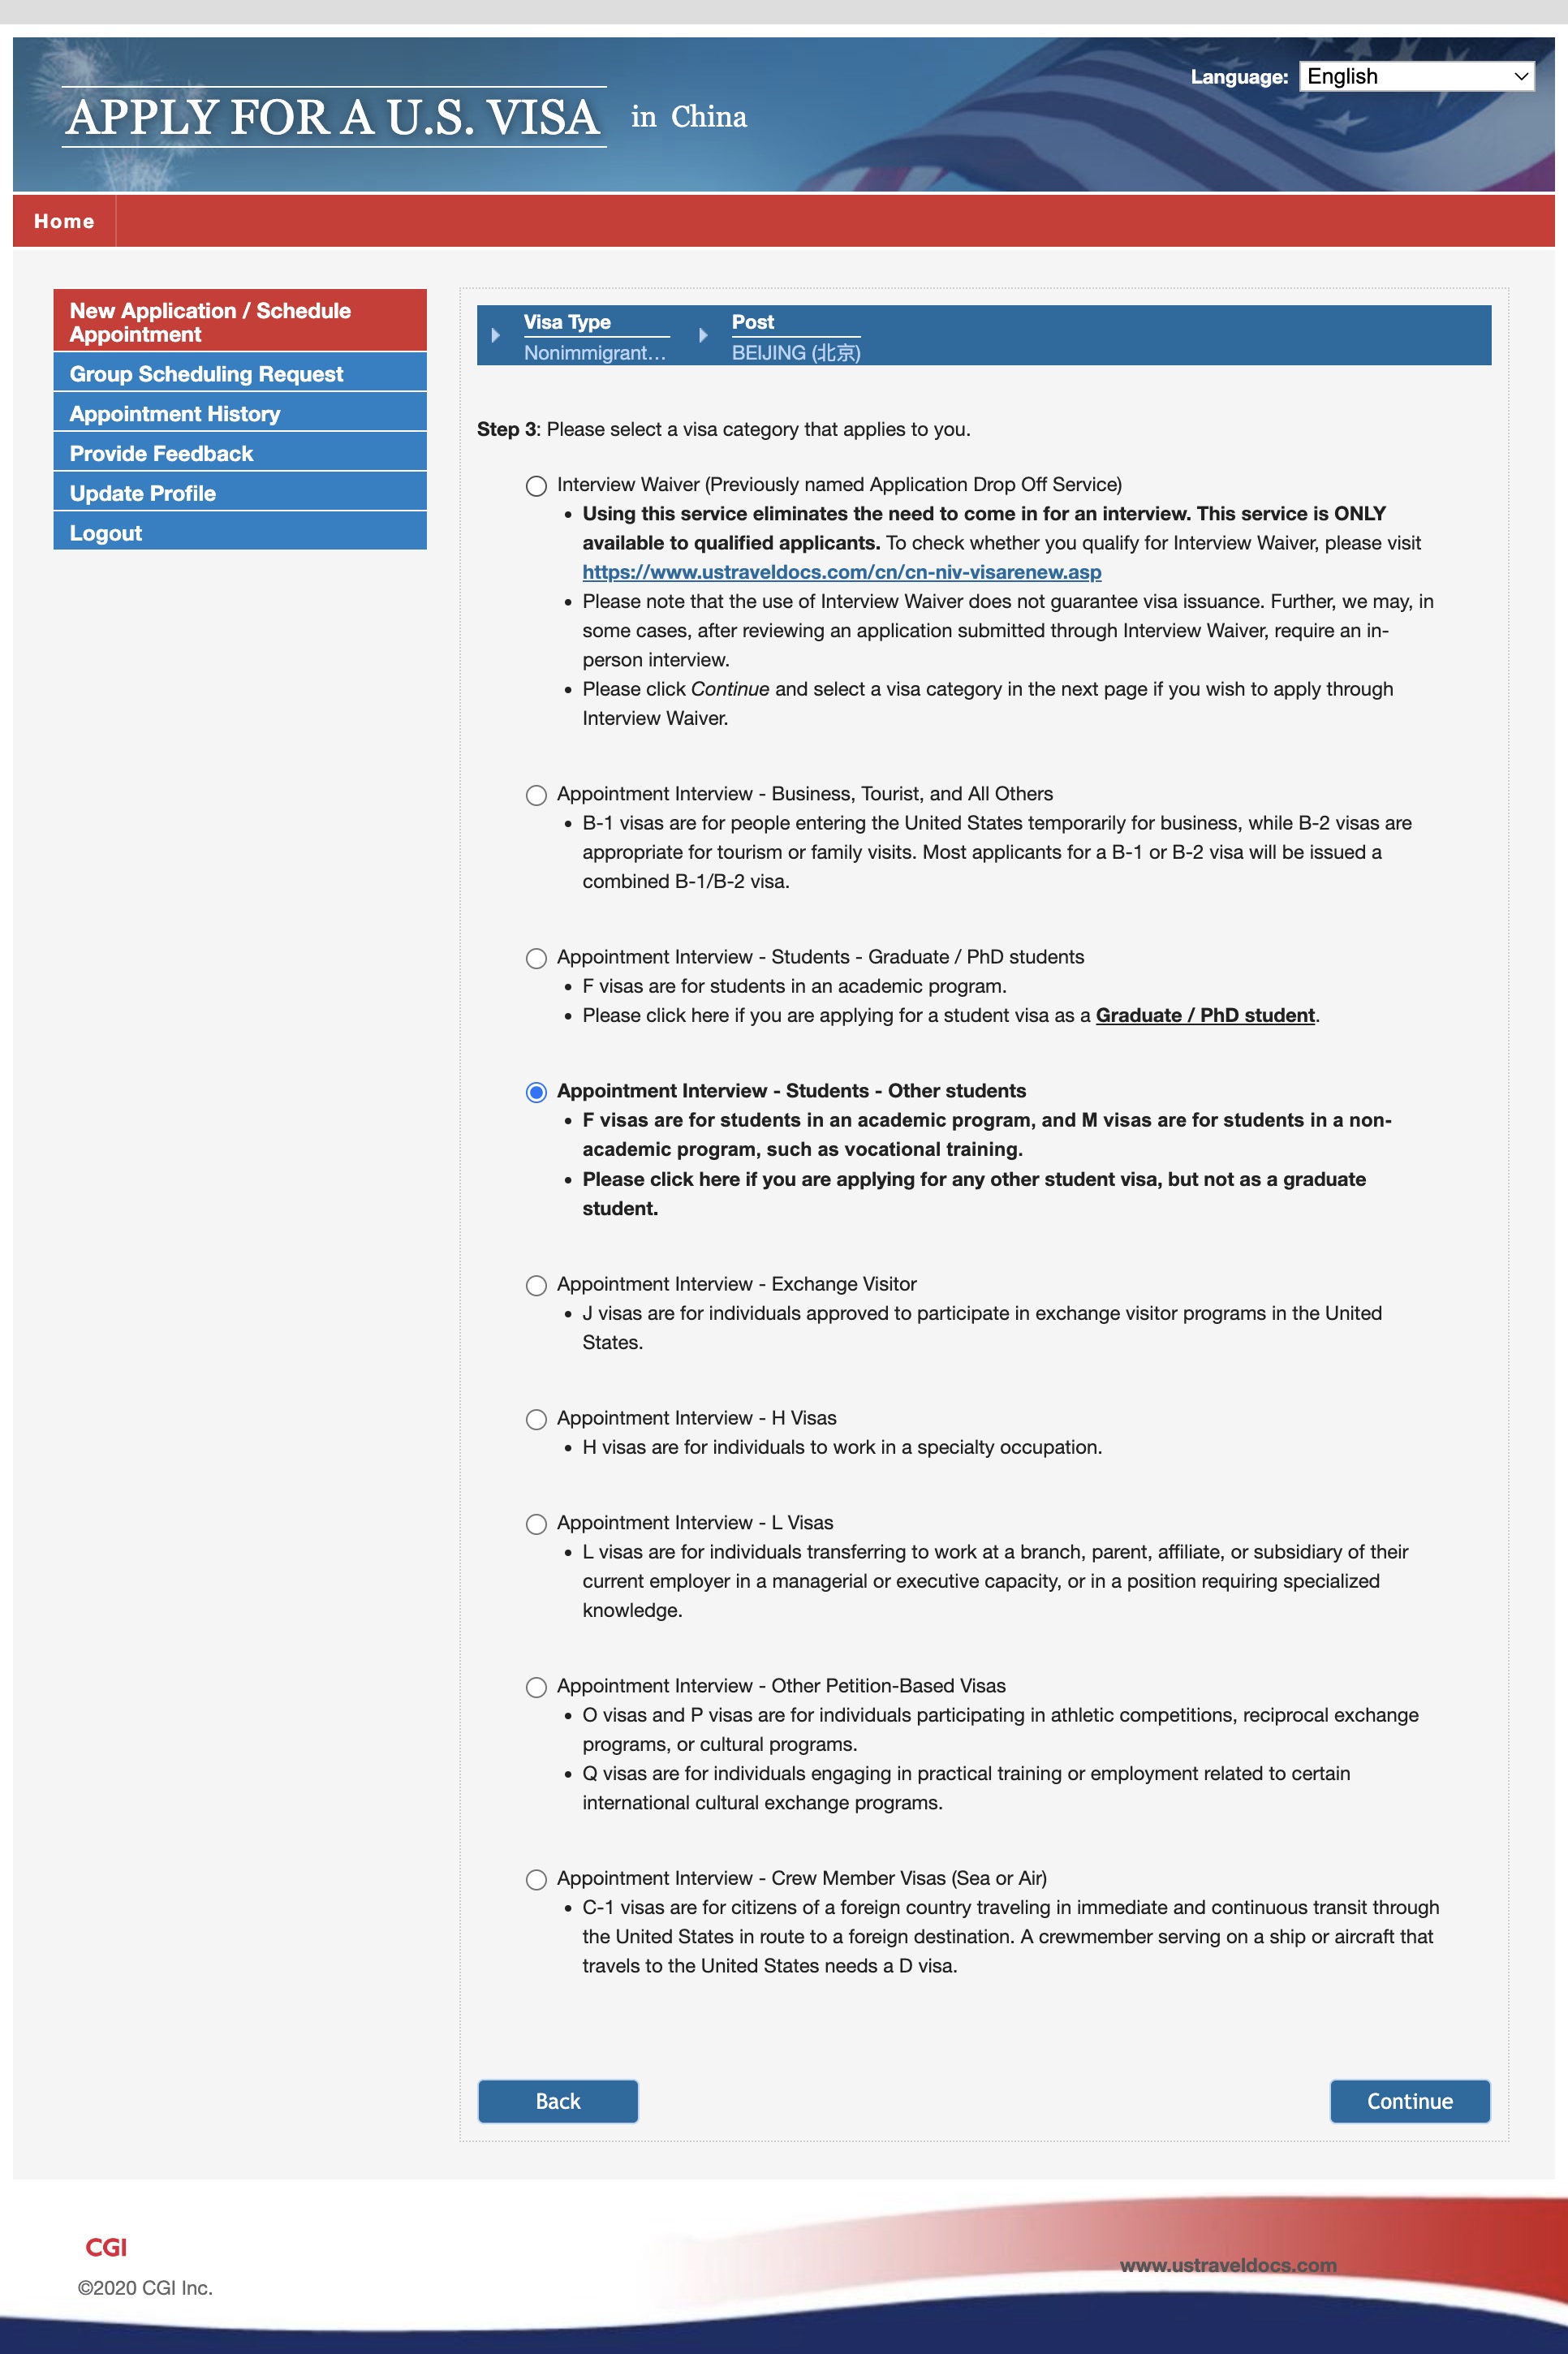 Language: English
APPLY FOR A U.S. VISA in China
Home
New Application / Schedule
Appointment
Group Scheduling Request
Appointment History
Provide Feedback
Update Profile
Logout
Visa Type Post
Nonimmigrant... BEIJING (北京)
Step 3: Please select a visa category that applies to you.
Interview Waiver (Previously named Application Drop Off Service)
• Using this service eliminates the need to come in for an interview. This service is ONLY
available to qualified applicants. To check whether you qualify for Interview Waiver, please visit
https://www.ustraveldocs.com/cn/cn-niv-visarenew.asp
• Please note that the use of Interview Waiver does not guarantee visa issuance. Further, we may, in
some cases, after reviewing an application submitted through Interview Waiver, require an in-
person interview.
• Please click Continue and select a visa category in the next page if you wish to apply through
Interview Waiver.
Appointment Interview - Business, Tourist, and All Others
• B-1 visas are for people entering the United States temporarily for business, while B-2 visas are
appropriate for tourism or family visits. Most applicants for a B-1 or B-2 visa will be issued a
combined B-1/B-2 visa.
Appointment Interview - Students - Graduate / PhD students
• F visas are for students in an academic program.
• Please click here if you are applying for a student visa as a Graduate / PhD student.
Appointment Interview - Students - Other students
• F visas are for students in an academic program, and M visas are for students in a non-
academic program, such as vocational training.
• Please click here if you are applying for any other student visa, but not as a graduate
student.
Appointment Interview - Exchange Visitor
• J visas are for individuals approved to participate in exchange visitor programs in the United
States.
Appointment Interview - H Visas
• H visas are for individuals to work in a specialty occupation.
Appointment Interview - L Visas
• L visas are for individuals transferring to work at a branch, parent, affiliate, or subsidiary of their
current employer in a managerial or executive capacity, or in a position requiring specialized
knowledge.
Appointment Interview - Other Petition-Based Visas
• O visas and P visas are for individuals participating in athletic competitions, reciprocal exchange
programs, or cultural programs.
• Q visas are for individuals engaging in practical training or employment related to certain
international cultural exchange programs.
Appointment Interview - Crew Member Visas (Sea or Air)
• C-1 visas are for citizens of a foreign country traveling in immediate and continuous transit through
the United States in route to a foreign destination. A crewmember serving on a ship or aircraft that
travels to the United States needs a D visa.
Back Continue
CGI
www.ustraveldocs.com
©2020 CGI Inc.